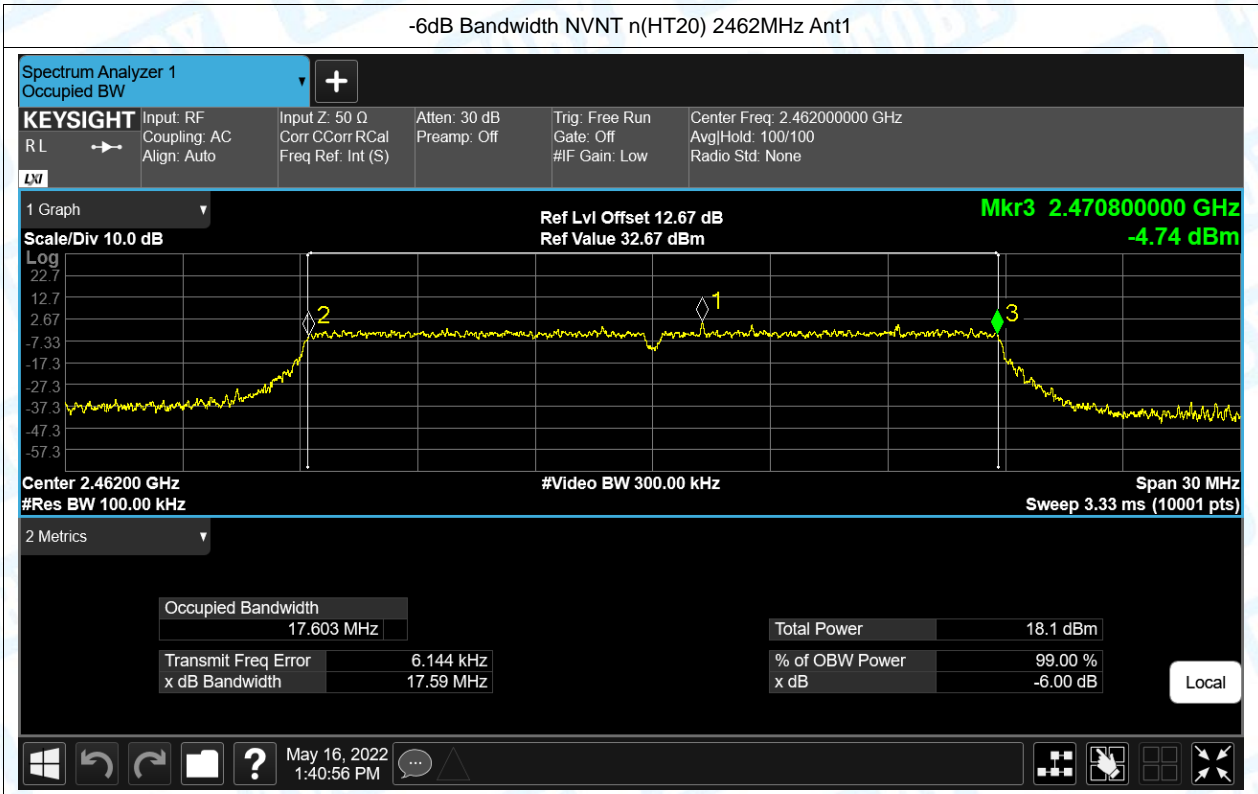 -6dB Bandwidth NVNT n(HT20) 2462MHz Ant1
Spectrum Analyzer 1
Occupied BW
KEYSIGHT
RL
LXI
Input: RF
Coupling: AC
Align: Auto
Input Z: 50 Ω
Corr CCorr RCal
Freq Ref: Int (S)
Atten: 30 dB
Preamp: Off
Trig: Free Run
Gate: Off
#IF Gain: Low
Center Freq: 2.462000000 GHz
Avg|Hold: 100/100
Radio Std: None
1 Graph
Scale/Div 10.0 dB
Ref Lvl Offset 12.67 dB
Ref Value 32.67 dBm
Mkr3 2.470800000 GHz
-4.74 dBm
Log
22.7
12.7
2.67
-7.33
-17.3
-27.3
-37.3
-47.3
-57.3
2
1
3
Center 2.46200 GHz
#Res BW 100.00 kHz
#Video BW 300.00 kHz
Span 30 MHz
Sweep 3.33 ms (10001 pts)
2 Metrics
Occupied Bandwidth
17.603 MHz
Transmit Freq Error 6.144 kHz
x dB Bandwidth 17.59 MHz
Total Power 18.1 dBm
% of OBW Power 99.00 %
x dB -6.00 dB
Local
?
May 16, 2022
1:40:56 PM